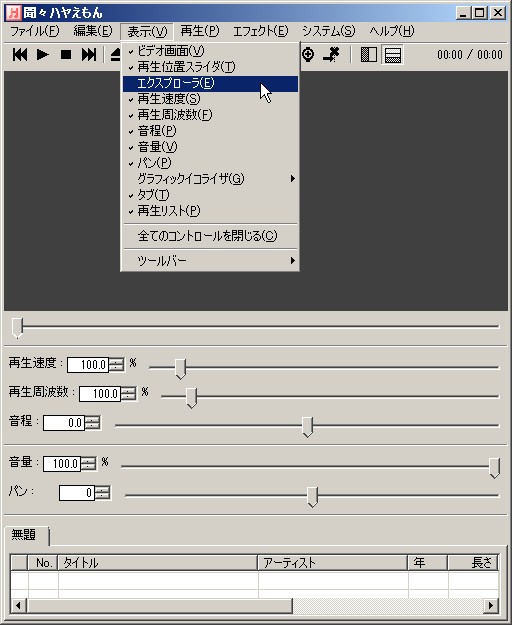 聞々ハヤえもん
ファイル(F) 編集(E) 表示(V) 再生(P) エフェクト(E) システム(S) ヘルプ(H)
00:00 / 00:00
ビデオ画面(V)
再生位置スライダ(T)
エクスプローラ(E)
再生速度(S)
再生周波数(F)
音程(P)
音量(V)
パン(P)
グラフィックイコライザ(G)
タブ(T)
再生リスト(P)
全てのコントロールを閉じる(C)
ツールバー
再生速度 : 100.0 %
再生周波数 : 100.0 %
音程 : 0.0
音量 : 100.0 %
パン : 0
無題
No. タイトル アーティスト 年 長さ